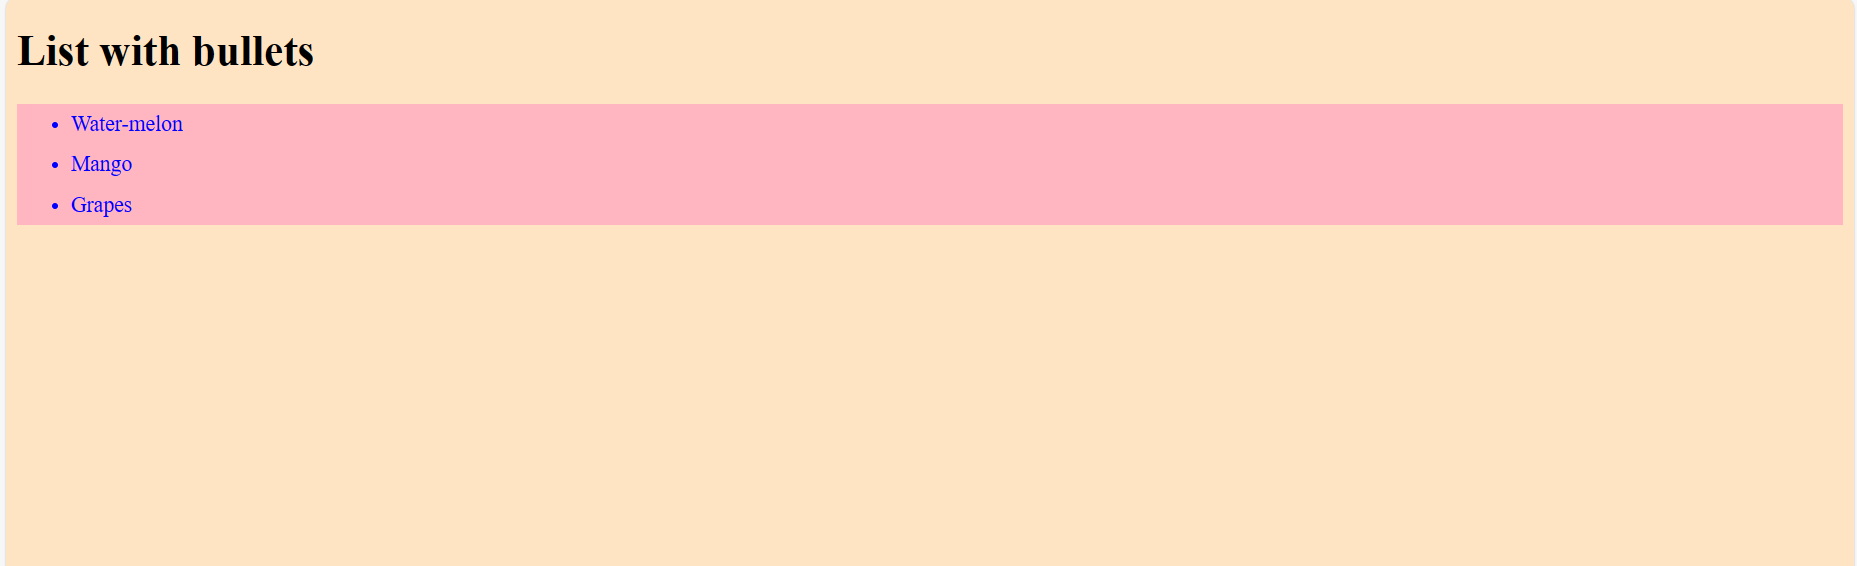 List with bullets
• Water-melon
• Mango
• Grapes